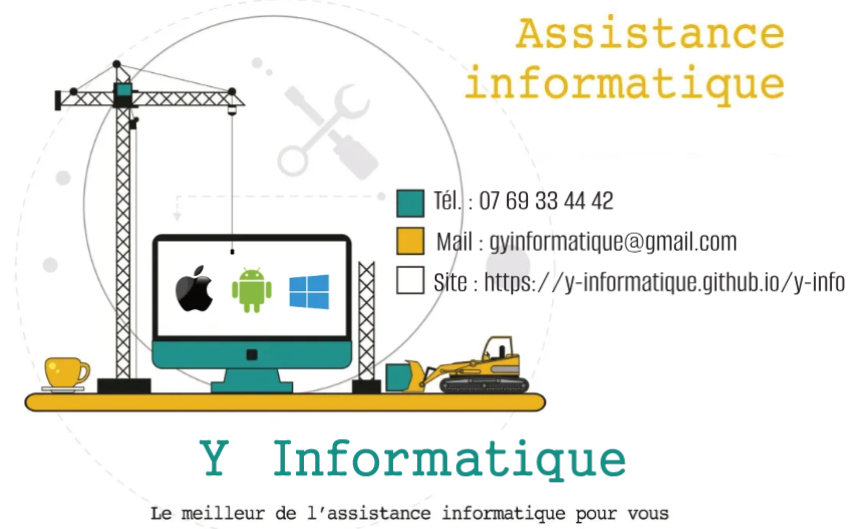 Assistance
informatique
Tél. : 07 69 33 44 42
Mail : gyinformatique@gmail.com
Site : https://y-informatique.github.io/y-info
Y Informatique
Le meilleur de l'assistance informatique pour vous